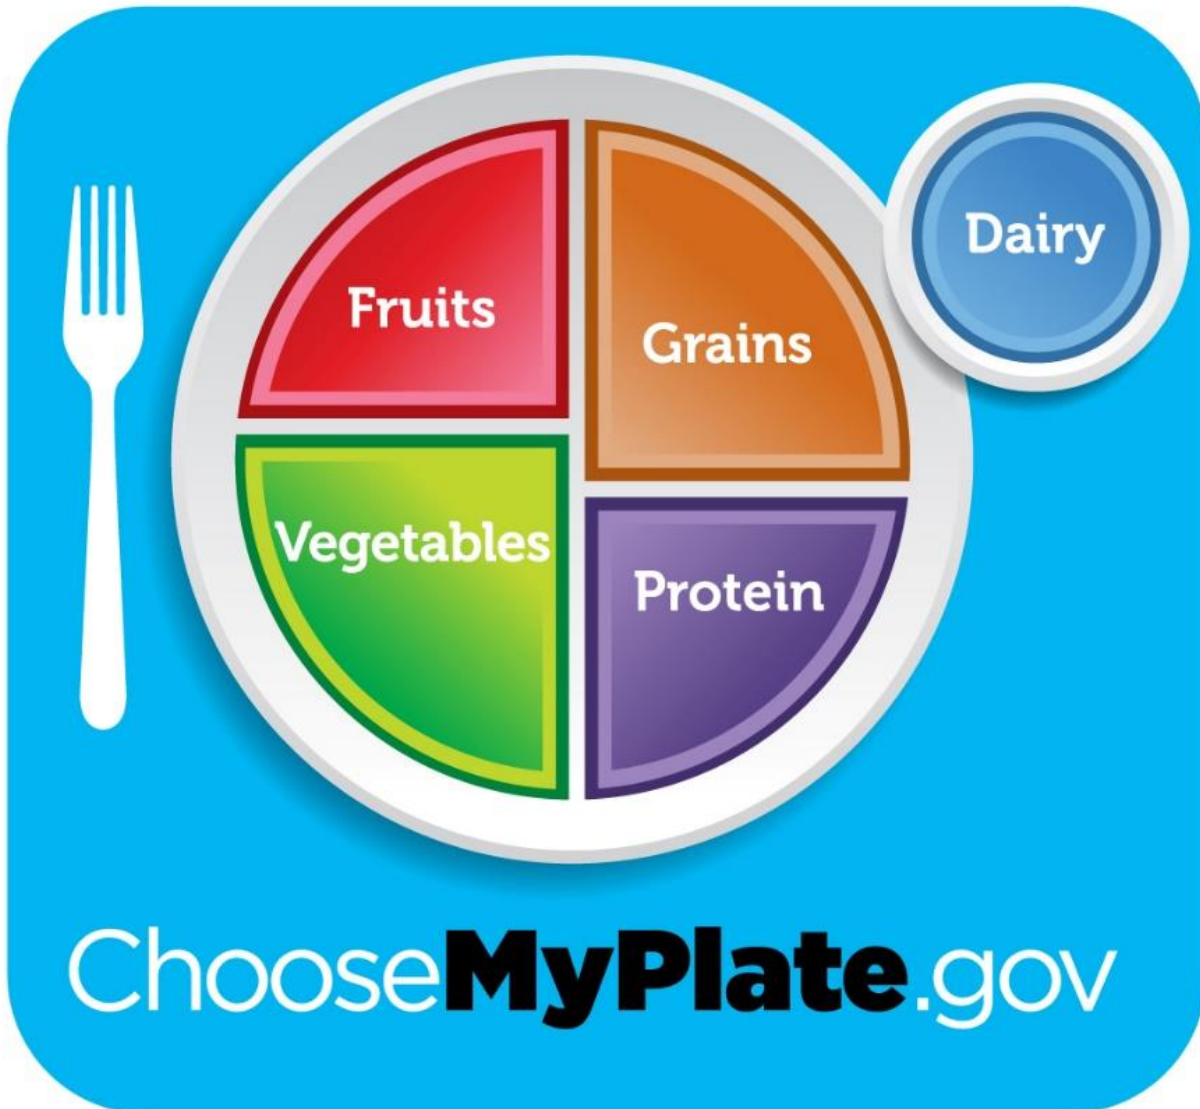 Fruits
Grains
Dairy
Vegetables
Protein
ChooseMyPlate.gov